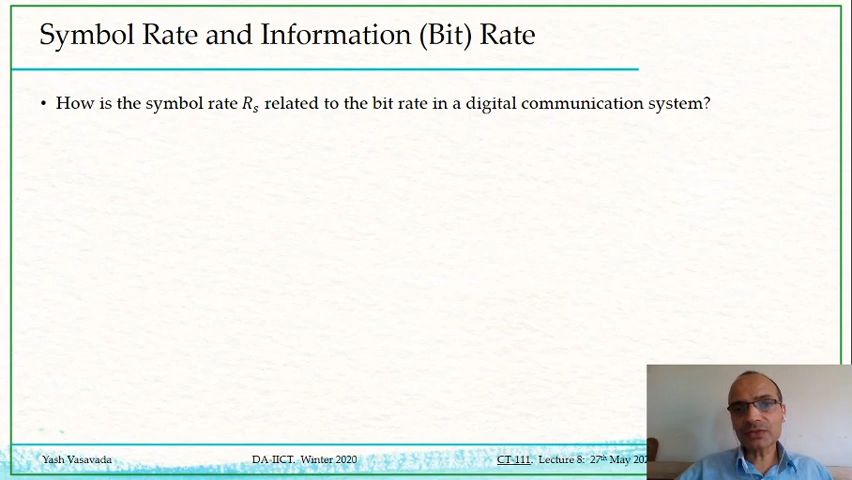 Symbol Rate and Information (Bit) Rate
• How is the symbol rate Rs related to the bit rate in a digital communication system?
Yash Vasavada
DA-IICT, Winter 2020
CT-111, Lecture 8: 27th May